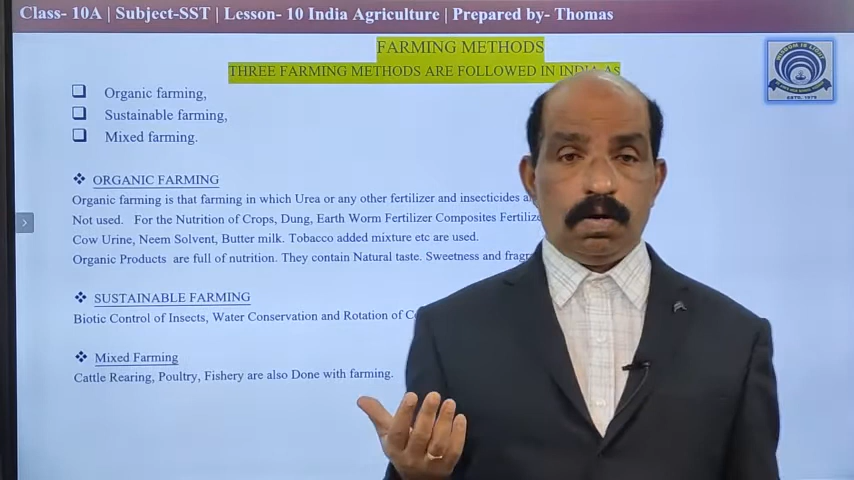 Class- 10A | Subject-SST | Lesson- 10 India Agriculture | Prepared by- Thomas
FARMING METHODS
THREE FARMING METHODS ARE FOLLOWED IN INDIA AS
Organic farming,
Sustainable farming,
Mixed farming.
ORGANIC FARMING
Organic farming is that farming in which Urea or any other fertilizer and insecticides
Not used. For the Nutrition of Crops, Dung, Earth Worm Fertilizer Composites Fertiliz
Cow Urine, Neem Solvent, Butter milk. Tobacco added mixture etc are used.
Organic Products are full of nutrition. They contain Natural taste. Sweetness and fragr
SUSTAINABLE FARMING
Biotic Control of Insects, Water Conservation and Rotation of
Mixed Farming
Cattle Rearing, Poultry, Fishery are also Done with farming.